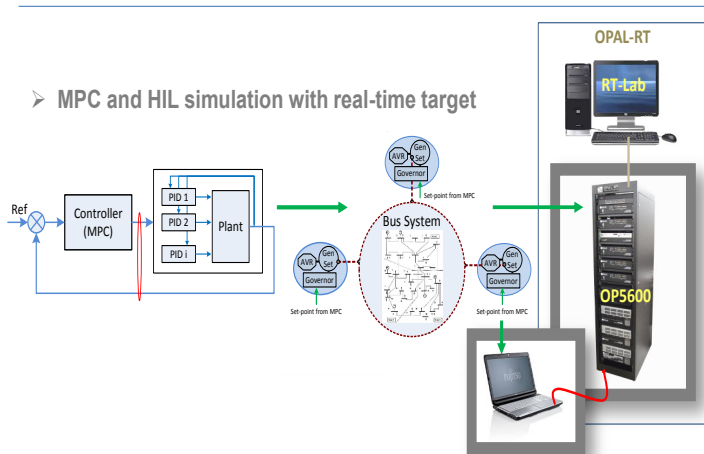 OPAL-RT
RT-Lab
➢ MPC and HIL simulation with real-time target
Ref
Controller
(MPC)
PID 1
PID 2
PID i
Plant
AVR
Gen
Set
Governor
Set-point from MPC
Bus System
AVR
Gen
Set
Governor
Set-point from MPC
AVR
Gen
Set
Governor
Set-point from MPC
OP5600
FUJITSU